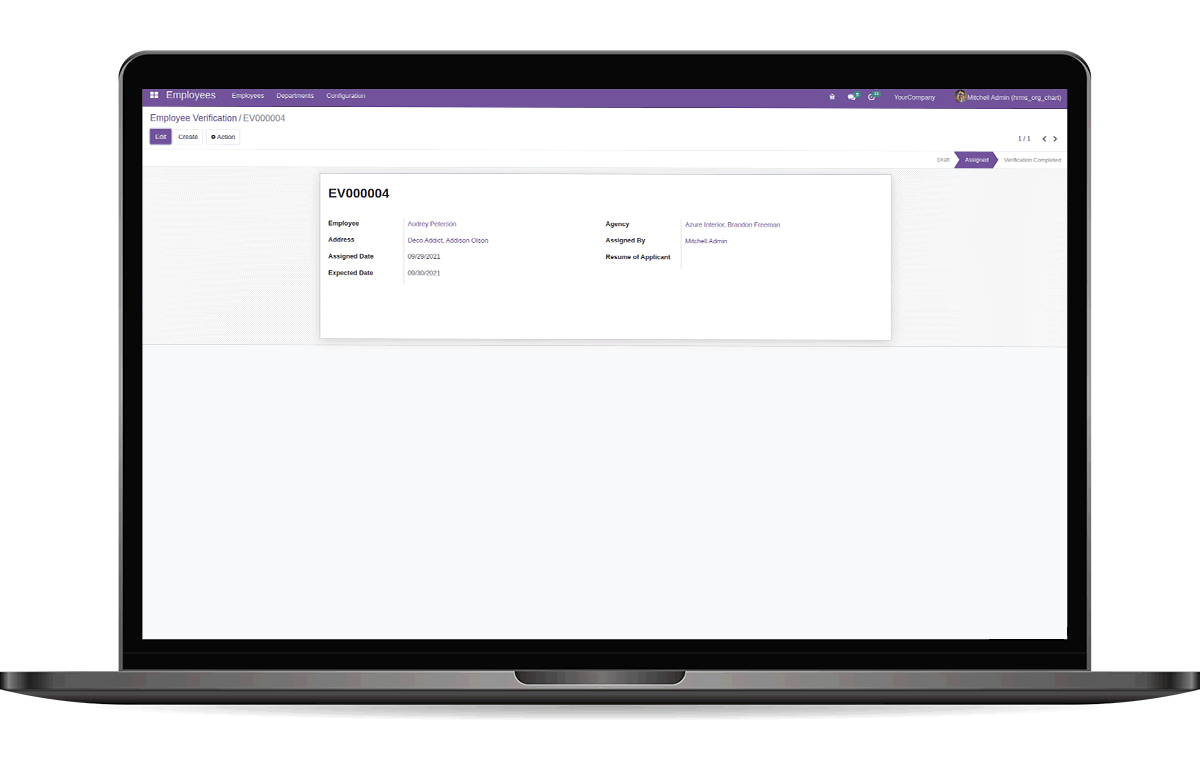 Employees Employees Departments Configuration YourCompany Mitchell Admin (hrms_org_chart)
Employee Verification / EV000004
Edit Create Action 1 / 1
Draft Assigned Verification Completed
EV000004
Employee Audrey Peterson
Address Deco Addict, Addison Olson
Assigned Date 09/29/2021
Expected Date 09/30/2021
Agency Azure Interior, Brandon Freeman
Assigned By Mitchell Admin
Resume of Applicant